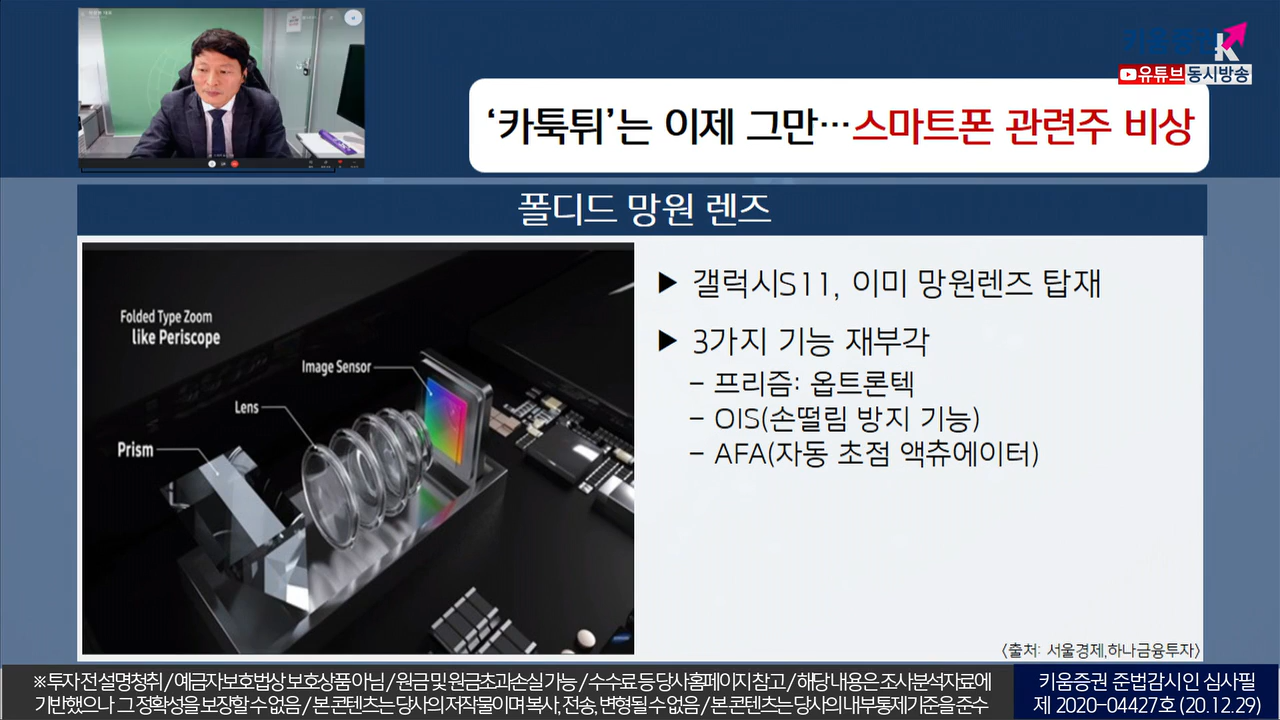 키움증권
유튜브 동시방송
‘카툭튀’는 이제 그만…스마트폰 관련주 비상
폴디드 망원 렌즈
Folded Type Zoom
like Periscope
Image Sensor
Lens
Prism
▶ 갤럭시S11, 이미 망원렌즈 탑재
▶ 3가지 기능 재부각
– 프리즘: 옵트론텍
– OIS(손떨림 방지 기능)
– AFA(자동 초점 액츄에이터)
〈출처: 서울경제,하나금융투자〉
※ 투자 전 설명청취 / 예금자보호법상 보호상품 아님 / 원금 및 원금초과손실 가능 / 수수료 등 당사 홈페이지 참고 / 해당 내용은 조사분석자료에
기반했으나 그 정확성을 보장할 수 없음 / 본 콘텐츠는 당사의 저작물이며 복사, 전송, 변형될 수 없음 / 본 콘텐츠는 당사의 내부통제기준을 준수
키움증권 준법감시인 심사필
제 2020-04427호 (20.12.29)